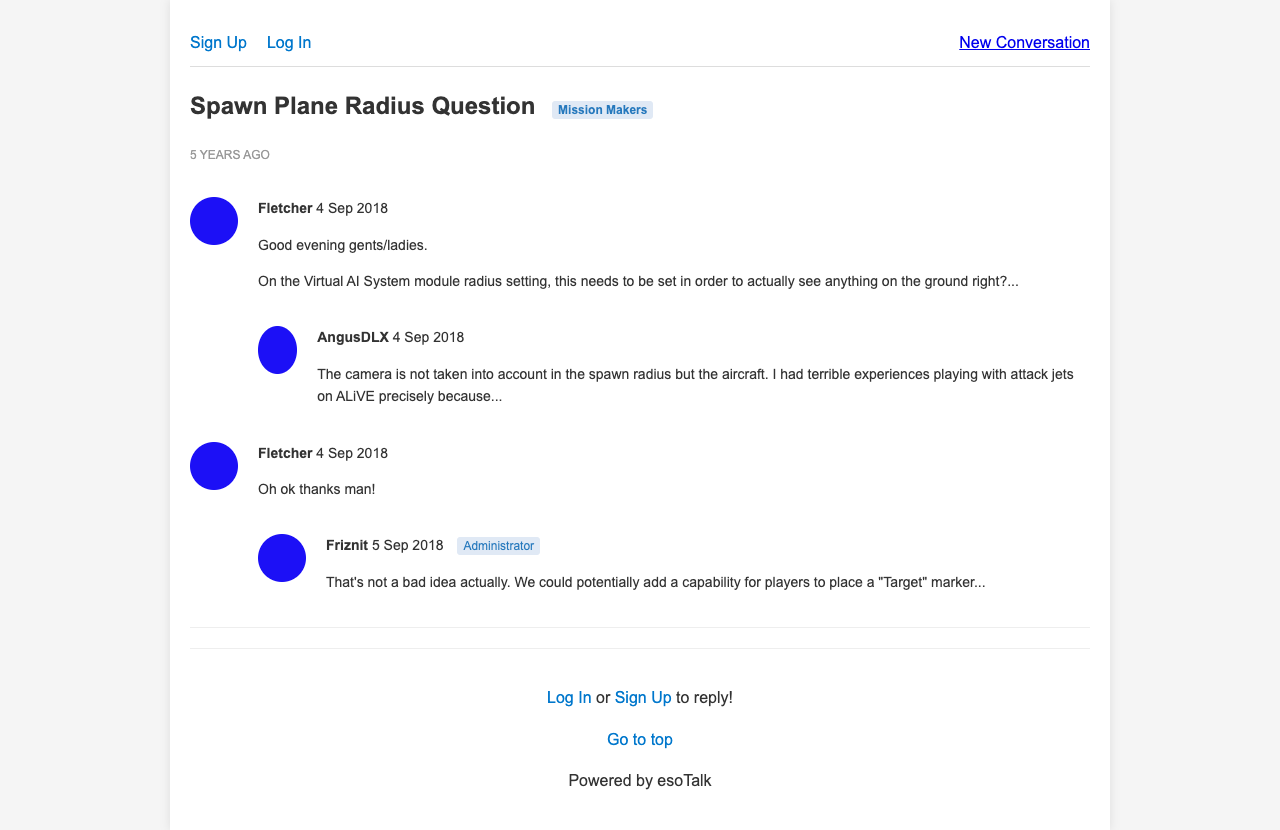 Sign Up Log In New Conversation
Spawn Plane Radius Question Mission Makers
5 YEARS AGO
Fletcher 4 Sep 2018
Good evening gents/ladies.
On the Virtual AI System module radius setting, this needs to be set in order to actually see anything on the ground right?...
AngusDLX 4 Sep 2018
The camera is not taken into account in the spawn radius but the aircraft. I had terrible experiences playing with attack jets
on ALiVE precisely because...
Fletcher 4 Sep 2018
Oh ok thanks man!
Friznit 5 Sep 2018 Administrator
That's not a bad idea actually. We could potentially add a capability for players to place a "Target" marker...
Log In or Sign Up to reply!
Go to top
Powered by esoTalk